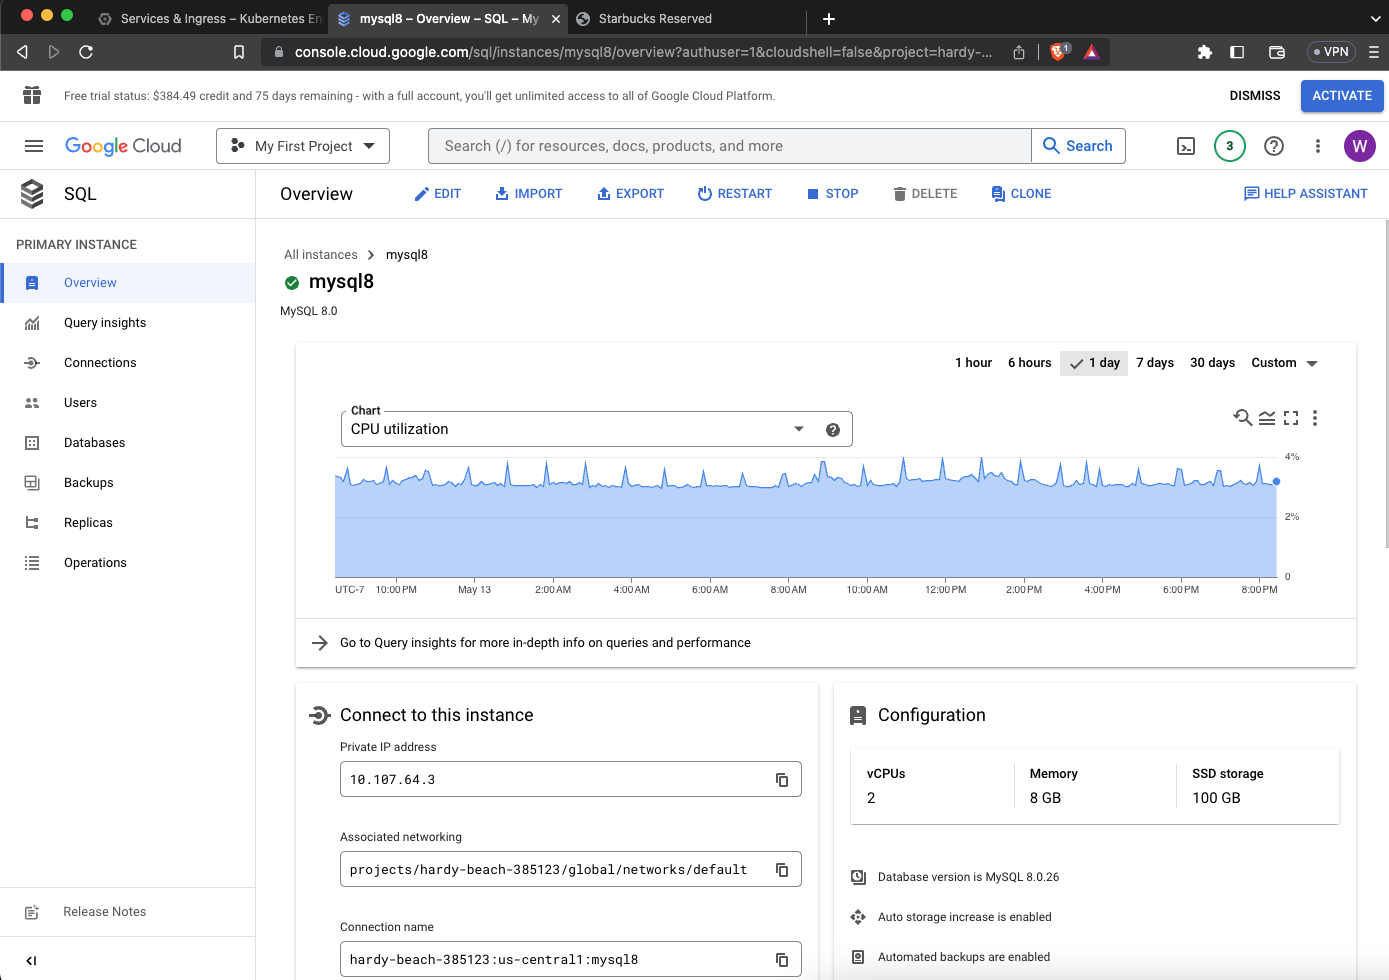 Services & Ingress – Kubernetes En
mysql8 – Overview – SQL – My
Starbucks Reserved
console.cloud.google.com/sql/instances/mysql8/overview?authuser=1&cloudshell=false&project=hardy-...
1
VPN
Free trial status: $384.49 credit and 75 days remaining - with a full account, you'll get unlimited access to all of Google Cloud Platform.
DISMISS
ACTIVATE
Google Cloud
My First Project
Search (/) for resources, docs, products, and more
Search
3
W
SQL
Overview
EDIT
IMPORT
EXPORT
RESTART
STOP
DELETE
CLONE
HELP ASSISTANT
PRIMARY INSTANCE
Overview
Query insights
Connections
Users
Databases
Backups
Replicas
Operations
Release Notes
All instances
mysql8
mysql8
MySQL 8.0
1 hour
6 hours
1 day
7 days
30 days
Custom
Chart
CPU utilization
4%
2%
0
UTC-7
10:00 PM
May 13
2:00 AM
4:00 AM
6:00 AM
8:00 AM
10:00 AM
12:00 PM
2:00 PM
4:00 PM
6:00 PM
8:00 PM
Go to Query insights for more in-depth info on queries and performance
Connect to this instance
Private IP address
10.107.64.3
Associated networking
projects/hardy-beach-385123/global/networks/default
Connection name
hardy-beach-385123:us-central1:mysql8
Configuration
vCPUs
2
Memory
8 GB
SSD storage
100 GB
Database version is MySQL 8.0.26
Auto storage increase is enabled
Automated backups are enabled